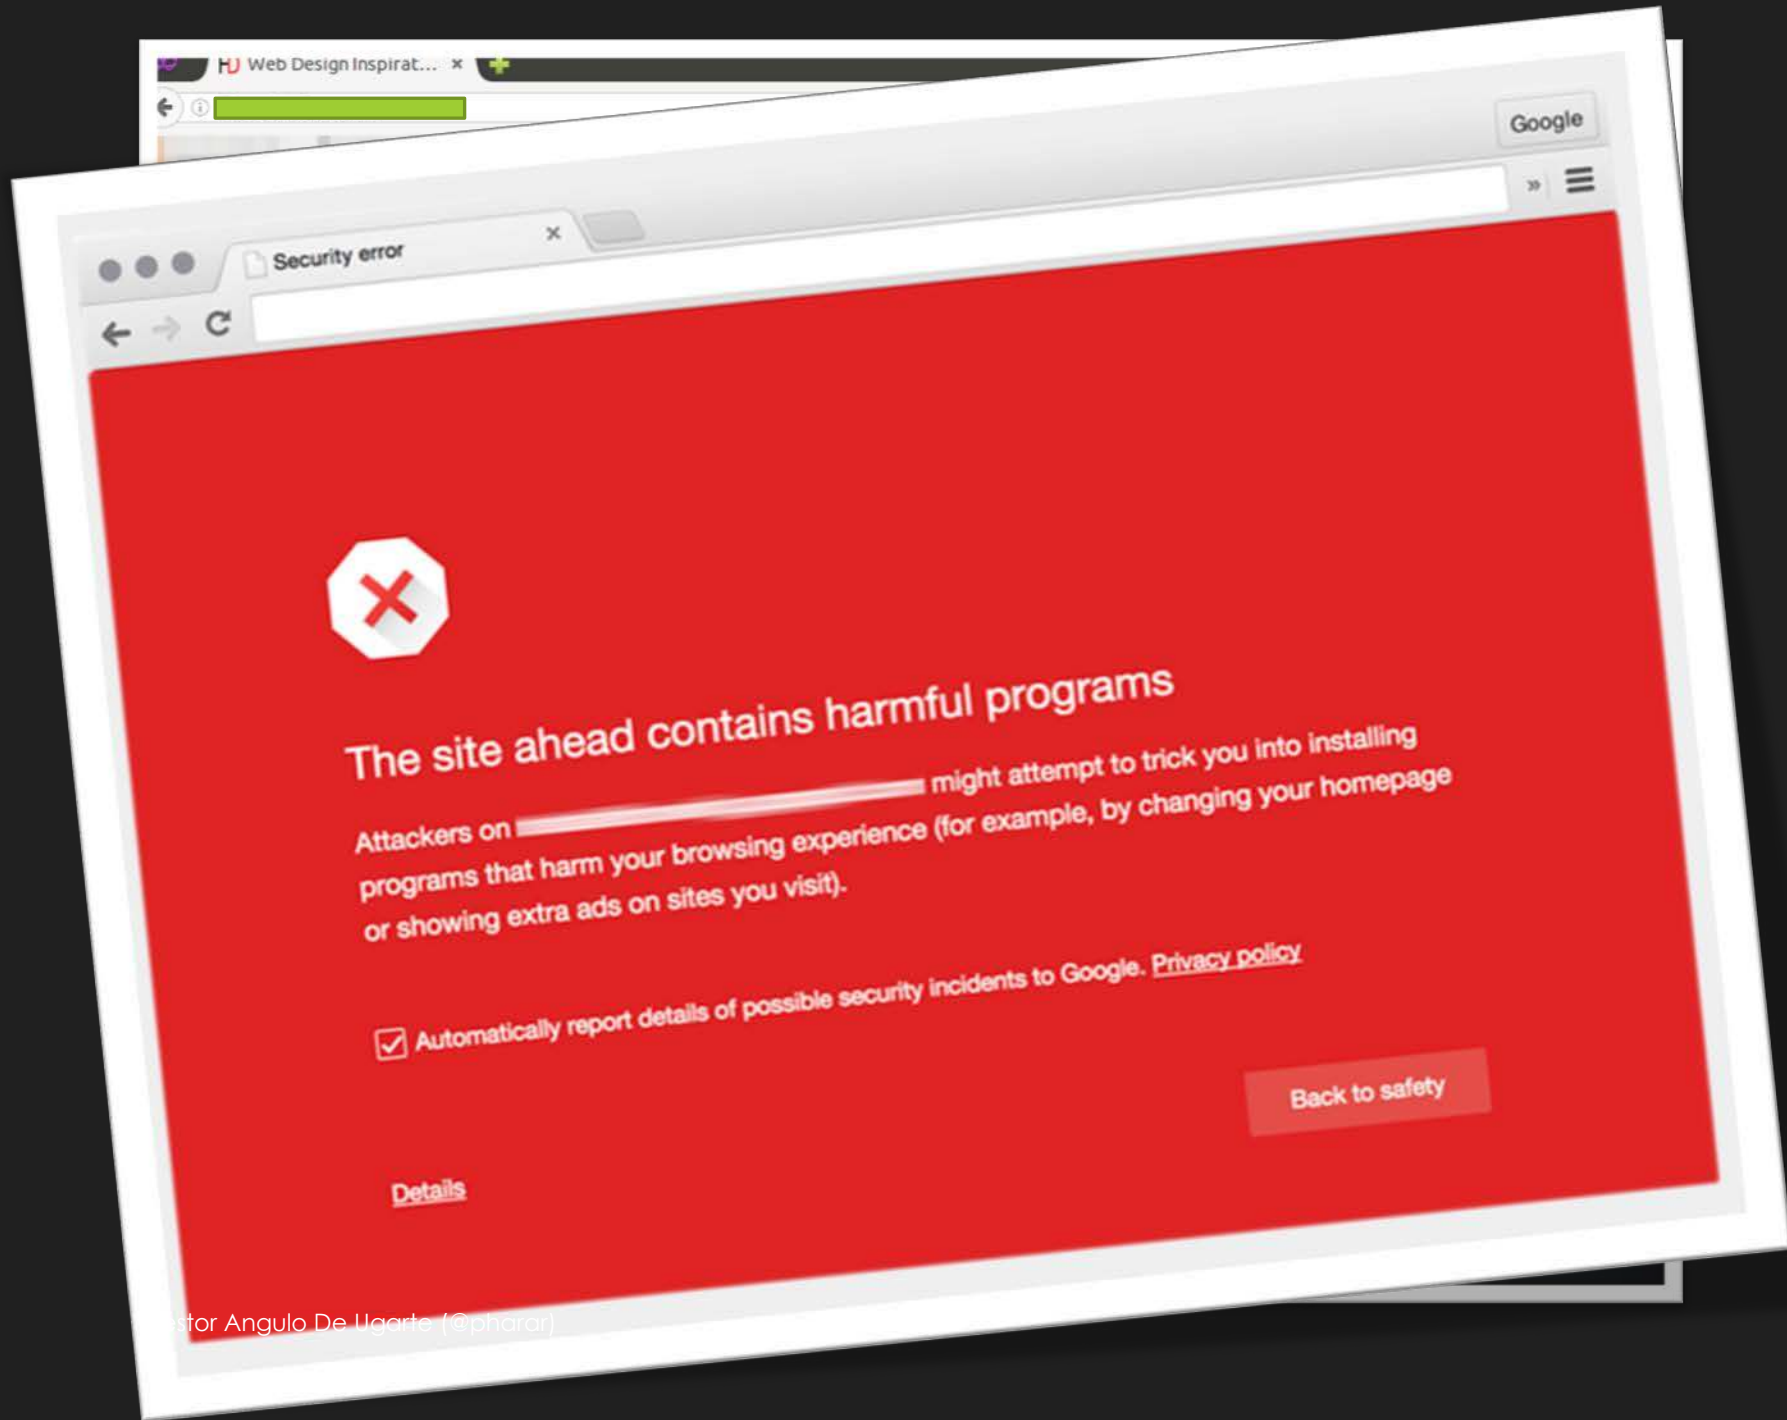 Web Design Inspirat...
Google
Security error
The site ahead contains harmful programs
Attackers on might attempt to trick you into installing
programs that harm your browsing experience (for example, by changing your homepage
or showing extra ads on sites you visit).
Automatically report details of possible security incidents to Google. Privacy policy
Back to safety
Details
Angulo De Ugarte (@pharar)